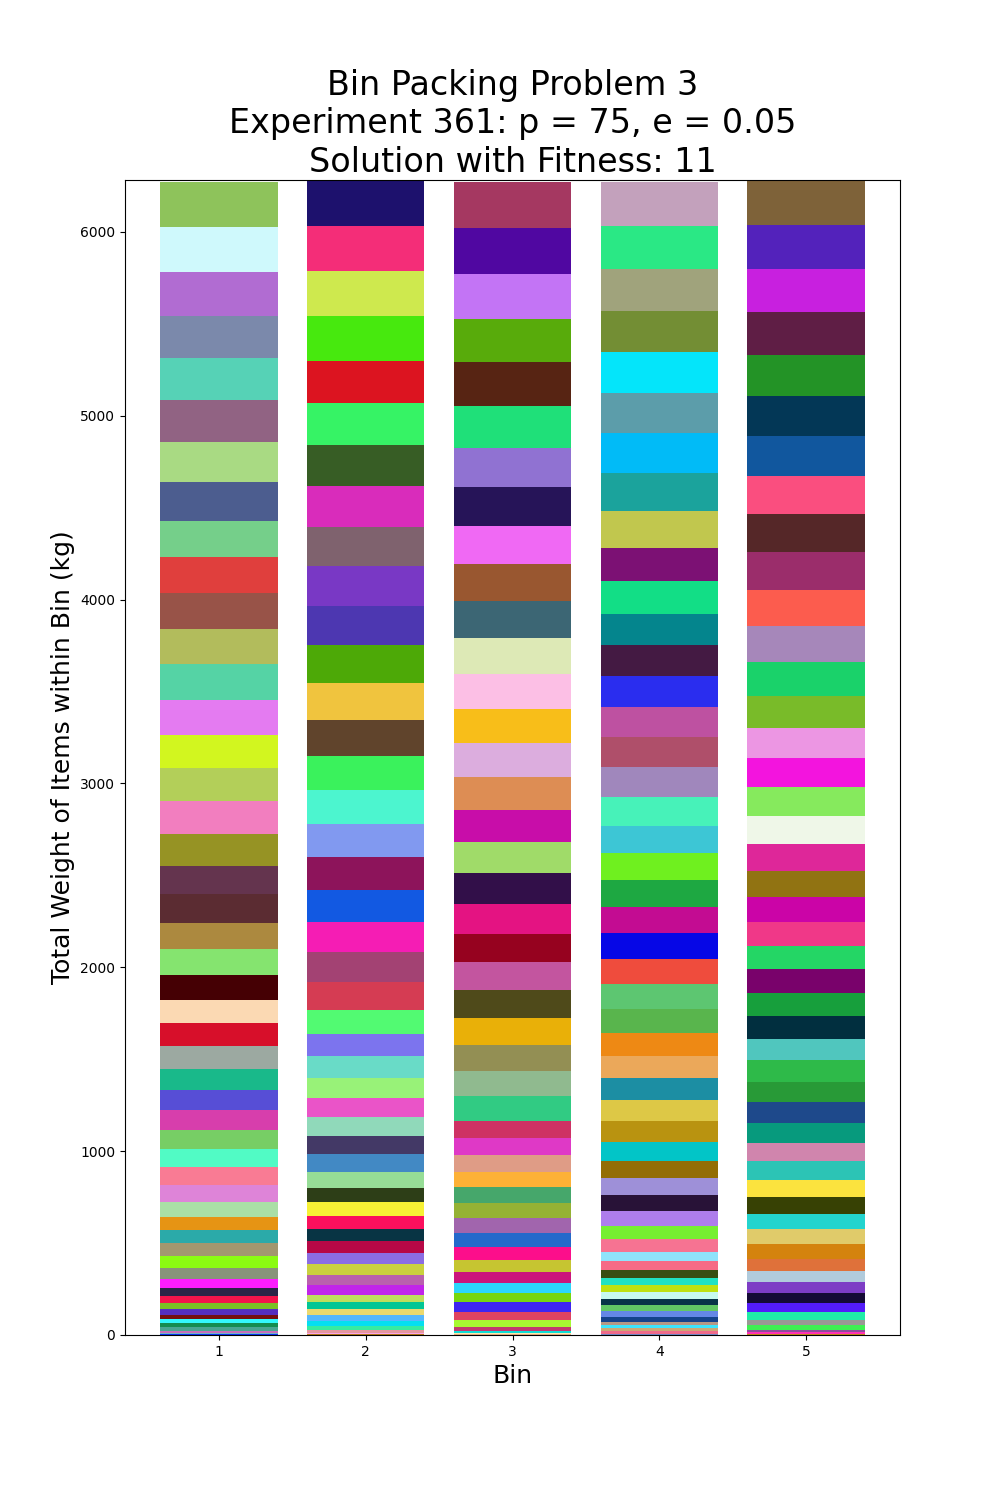 Bin Packing Problem 3
Experiment 361: p = 75, e = 0.05
Solution with Fitness: 11
Total Weight of Items within Bin (kg)
6000
5000
4000
3000
2000
1000
0
1 2 3 4 5
Bin